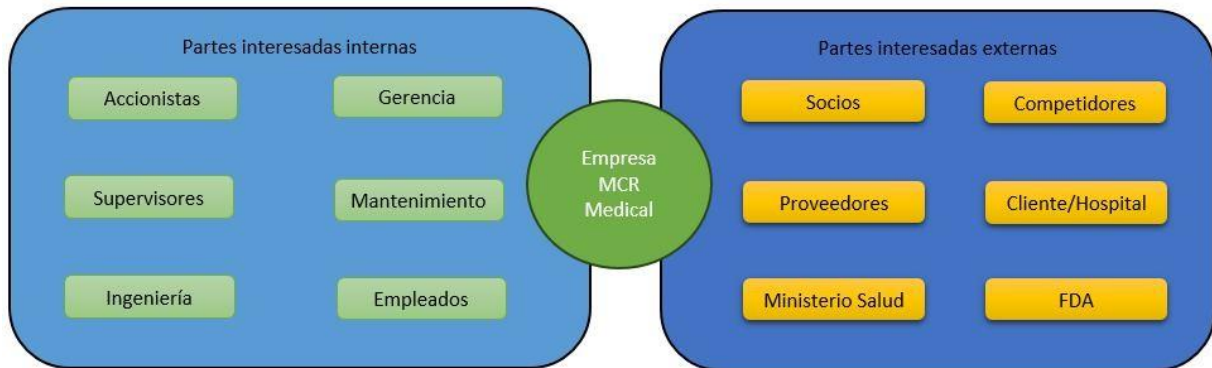 Partes interesadas internas
Accionistas
Gerencia
Supervisores
Mantenimiento
Ingeniería
Empleados
Empresa
MCR
Medical
Partes interesadas externas
Socios
Competidores
Proveedores
Cliente/Hospital
Ministerio Salud
FDA